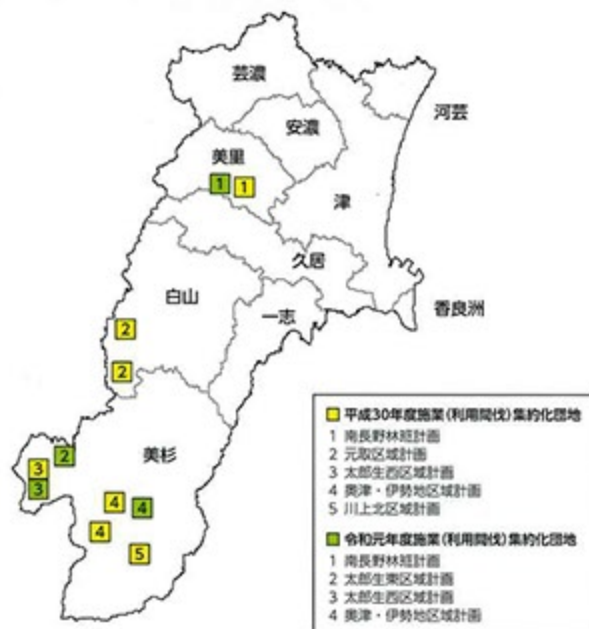 芸濃
河芸
安濃
美里
1 1
津
久居
白山
香良洲
一志
2
2
美杉
2
3
3
4 4
4
5
平成30年度施業(利用間伐)集約化団地
1 南長野林班計画
2 元取区域計画
3 太郎生西区域計画
4 奥津・伊勢地区域計画
5 川上北区域計画
令和元年度施業(利用間伐)集約化団地
1 南長野林班計画
2 太郎生東区域計画
3 太郎生西区域計画
4 奥津・伊勢地区域計画